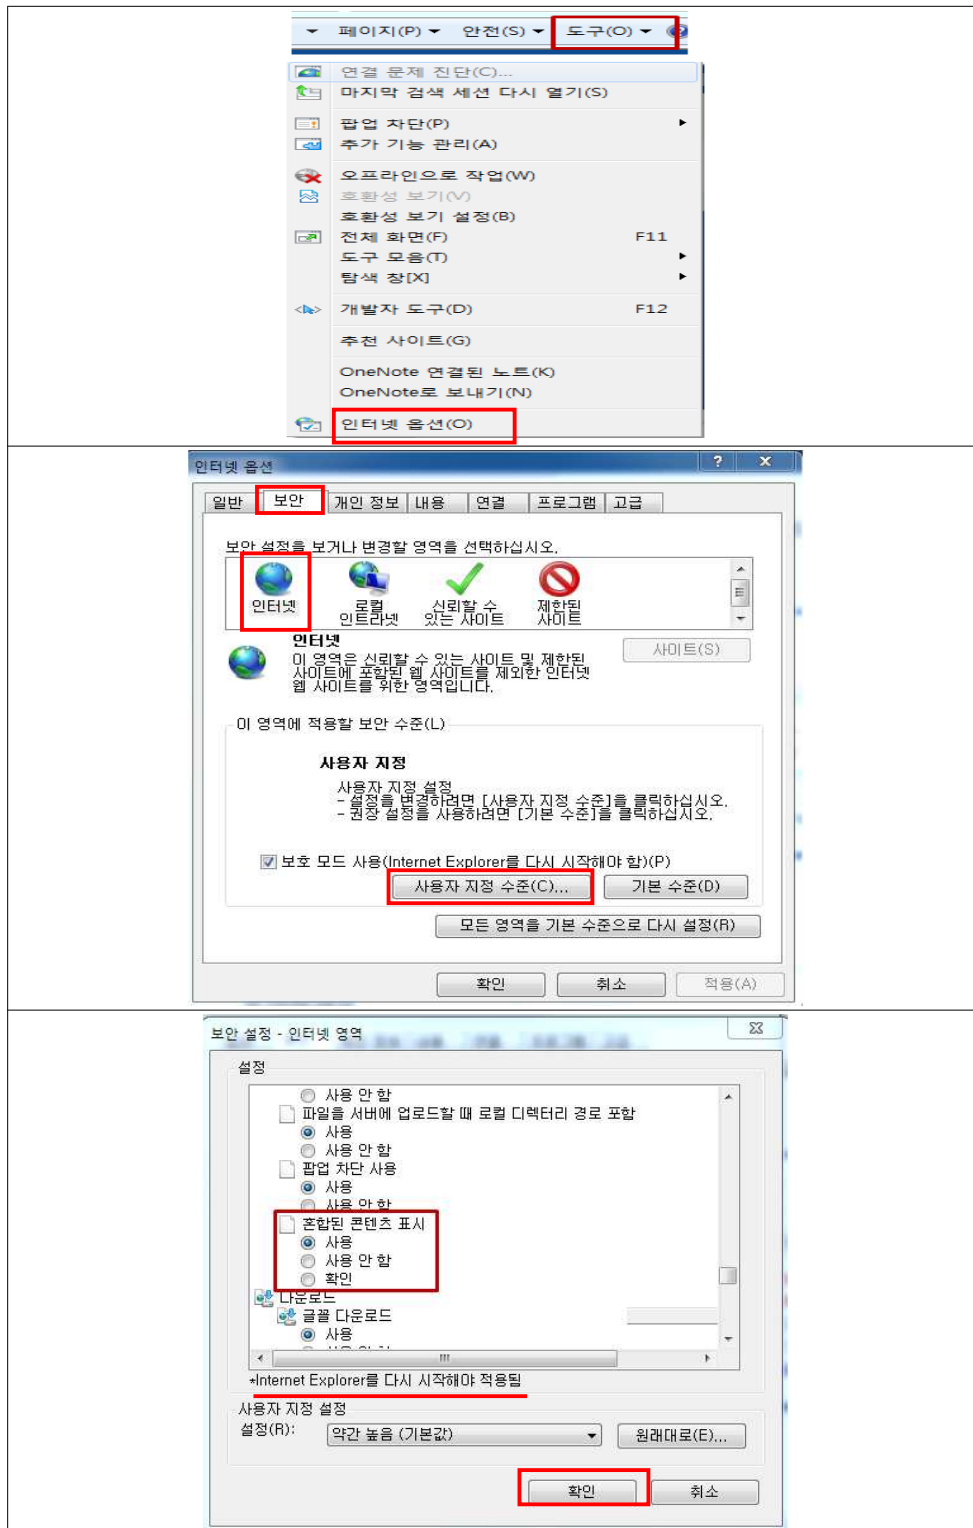 페이지(P) 안전(S) 도구(O)
연결 문제 진단(C)...
마지막 검색 세션 다시 열기(S)
팝업 차단(P)
추가 기능 관리(A)
오프라인으로 작업(W)
호환성 보기(V)
호환성 보기 설정(B)
전체 화면(F) F11
도구 모음(T)
탐색 창[X]
개발자 도구(D) F12
추천 사이트(G)
OneNote 연결된 노트(K)
OneNote로 보내기(N)
인터넷 옵션(O)
인터넷 옵션
일반 보안 개인 정보 내용 연결 프로그램 고급
보안 설정을 보거나 변경할 영역을 선택하십시오.
인터넷 로컬 인트라넷 신뢰할 수 있는 사이트 제한된 사이트
인터넷
사이트(S)
이 영역은 신뢰할 수 있는 사이트 및 제한된
사이트에 포함된 웹 사이트를 제외한 인터넷
웹 사이트를 위한 영역입니다.
이 영역에 적용할 보안 수준(L)
사용자 지정
사용자 지정 설정
- 설정을 변경하려면 [사용자 지정 수준]을 클릭하십시오.
- 권장 설정을 사용하려면 [기본 수준]을 클릭하십시오.
보호 모드 사용(Internet Explorer를 다시 시작해야 함)(P)
사용자 지정 수준(C)... 기본 수준(D)
모든 영역을 기본 수준으로 다시 설정(R)
확인 취소 적용(A)
보안 설정 - 인터넷 영역
설정
사용 안 함
파일을 서버에 업로드할 때 로컬 디렉터리 경로 포함
사용
사용 안 함
팝업 차단 사용
사용
사용 안 함
혼합된 콘텐츠 표시
사용
사용 안 함
확인
다운로드
글꼴 다운로드
사용
*Internet Explorer를 다시 시작해야 적용됨
사용자 지정 설정
설정(R): 약간 높음 (기본값) 원래대로(E)...
확인 취소